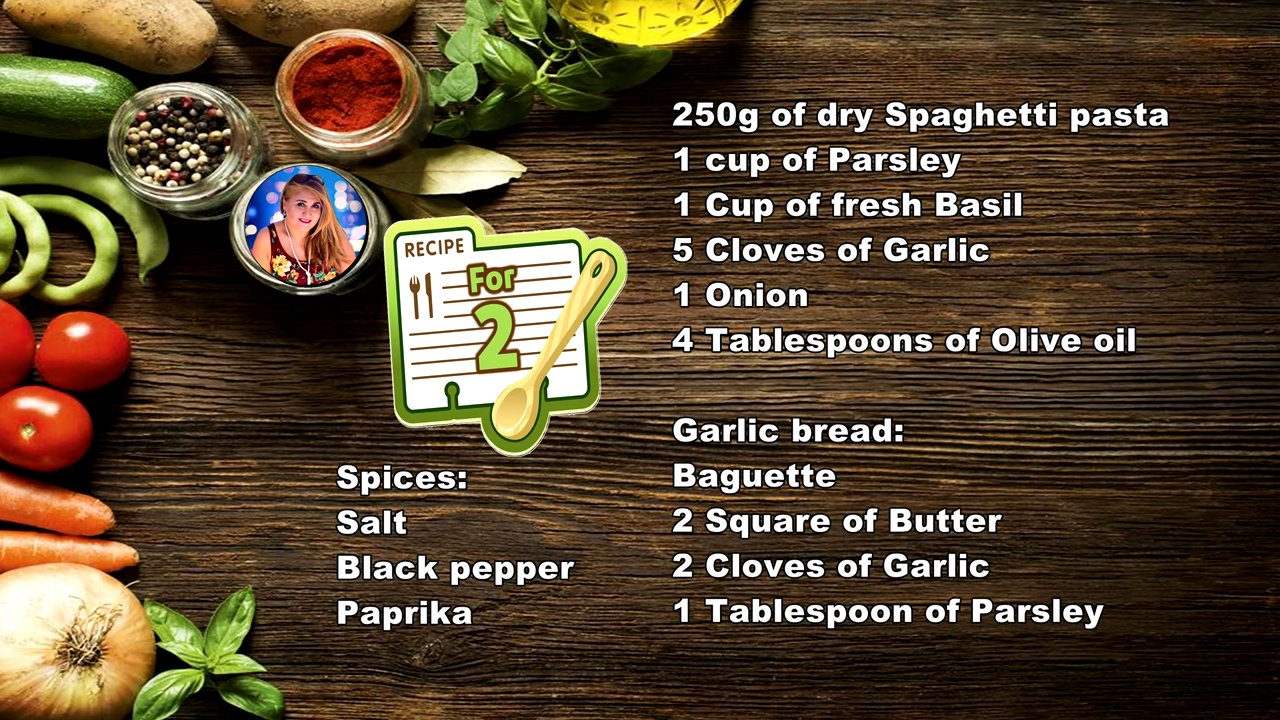 RECIPE
For
2
250g of dry Spaghetti pasta
1 cup of Parsley
1 Cup of fresh Basil
5 Cloves of Garlic
1 Onion
4 Tablespoons of Olive oil
Garlic bread:
Baguette
2 Square of Butter
2 Cloves of Garlic
1 Tablespoon of Parsley
Spices:
Salt
Black pepper
Paprika